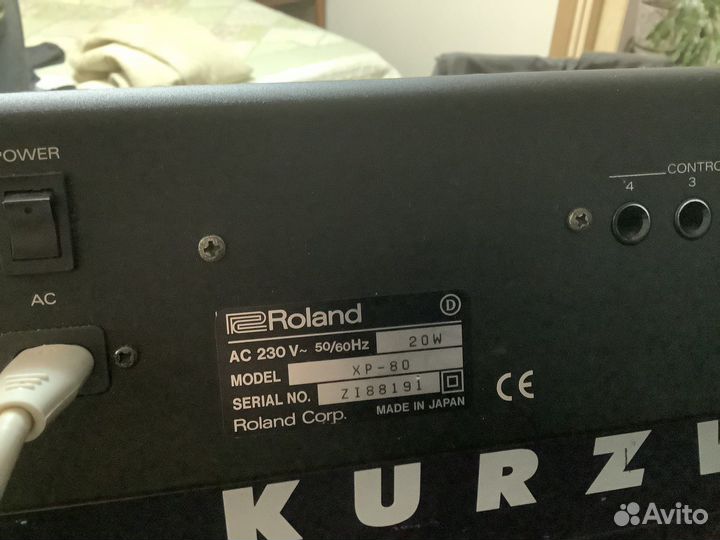 POWER
CONTRO
4 3
AC
Roland D
AC 230 V~ 50/60Hz 20W
MODEL XP-80
SERIAL NO. ZI88191
Roland Corp. MADE IN JAPAN
CE
KURZ
Avito